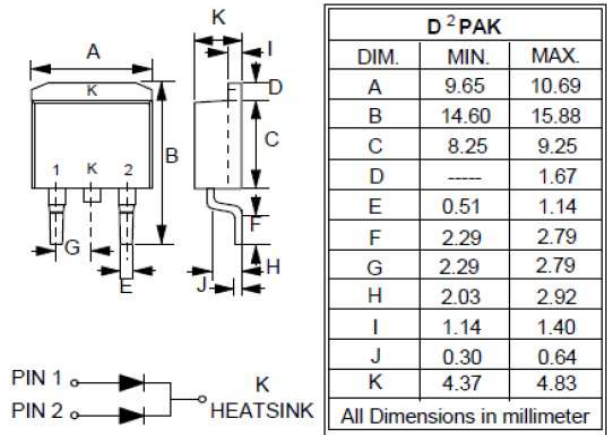 A
K
1 K 2
B
G
E
K
I
D
C
F
H
J
PIN 1
PIN 2
K
HEATSINK
D 2 PAK
DIM. MIN. MAX.
A 9.65 10.69
B 14.60 15.88
C 8.25 9.25
D ----- 1.67
E 0.51 1.14
F 2.29 2.79
G 2.29 2.79
H 2.03 2.92
I 1.14 1.40
J 0.30 0.64
K 4.37 4.83
All Dimensions in millimeter